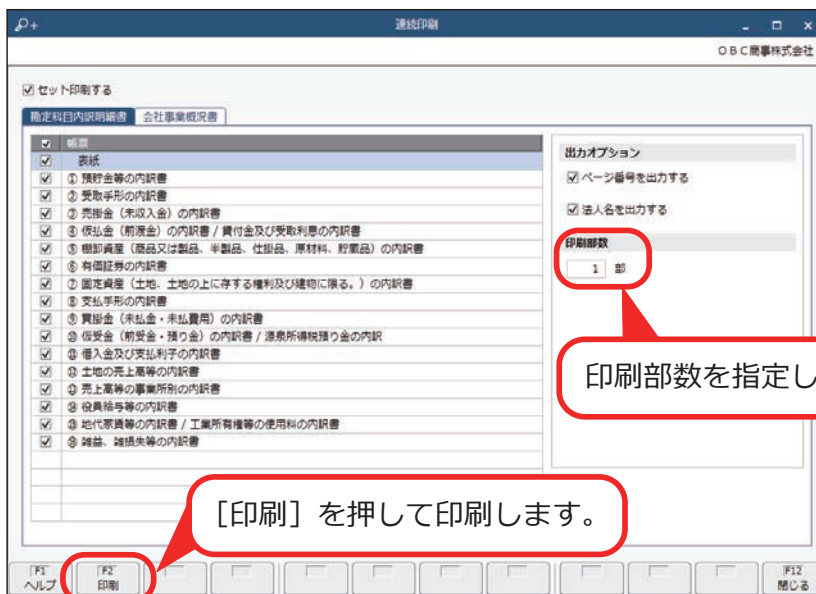 連続印刷
OBC商事株式会社
セット印刷する
勘定科目内訳明細書 会社事業概況書
帳票
表紙
① 預貯金等の内訳書
② 受取手形の内訳書
③ 売掛金（未収入金）の内訳書
④ 仮払金（前渡金）の内訳書 / 貸付金及び受取利息の内訳書
⑤ 棚卸資産（商品又は製品、半製品、仕掛品、原材料、貯蔵品）の内訳書
⑥ 有価証券の内訳書
⑦ 固定資産（土地、土地の上に存する権利及び建物に限る。）の内訳書
⑧ 支払手形の内訳書
⑨ 買掛金（未払金・未払費用）の内訳書
⑩ 仮受金（前受金・預り金）の内訳書 / 源泉所得税預り金の内訳
⑪ 借入金及び支払利子の内訳書
⑫ 土地の売上高等の内訳書
⑬ 売上高等の事業所別の内訳書
⑭ 役員給与等の内訳書
⑮ 地代家賃等の内訳書 / 工業所有権等の使用料の内訳書
⑯ 雑益、雑損失等の内訳書
出力オプション
ページ番号を出力する
法人名を出力する
印刷部数
1 部
印刷部数を指定し
［印刷］を押して印刷します。
F1 F2 F12
ヘルプ 印刷 閉じる